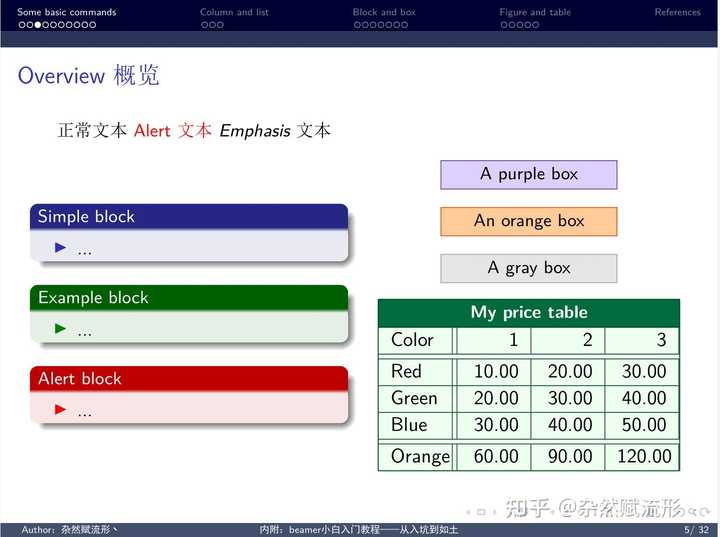 Some basic commands Column and list Block and box Figure and table References
Overview 概览
正常文本 Alert 文本 Emphasis 文本
A purple box
An orange box
A gray box
Simple block
...
Example block
...
Alert block
...
My price table
Color 1 2 3
Red 10.00 20.00 30.00
Green 20.00 30.00 40.00
Blue 30.00 40.00 50.00
Orange 60.00 90.00 120.00
知乎 @杂然赋流形丶
Author: 杂然赋流形丶 内附：beamer小白入门教程——从入坑到如土 5 / 32